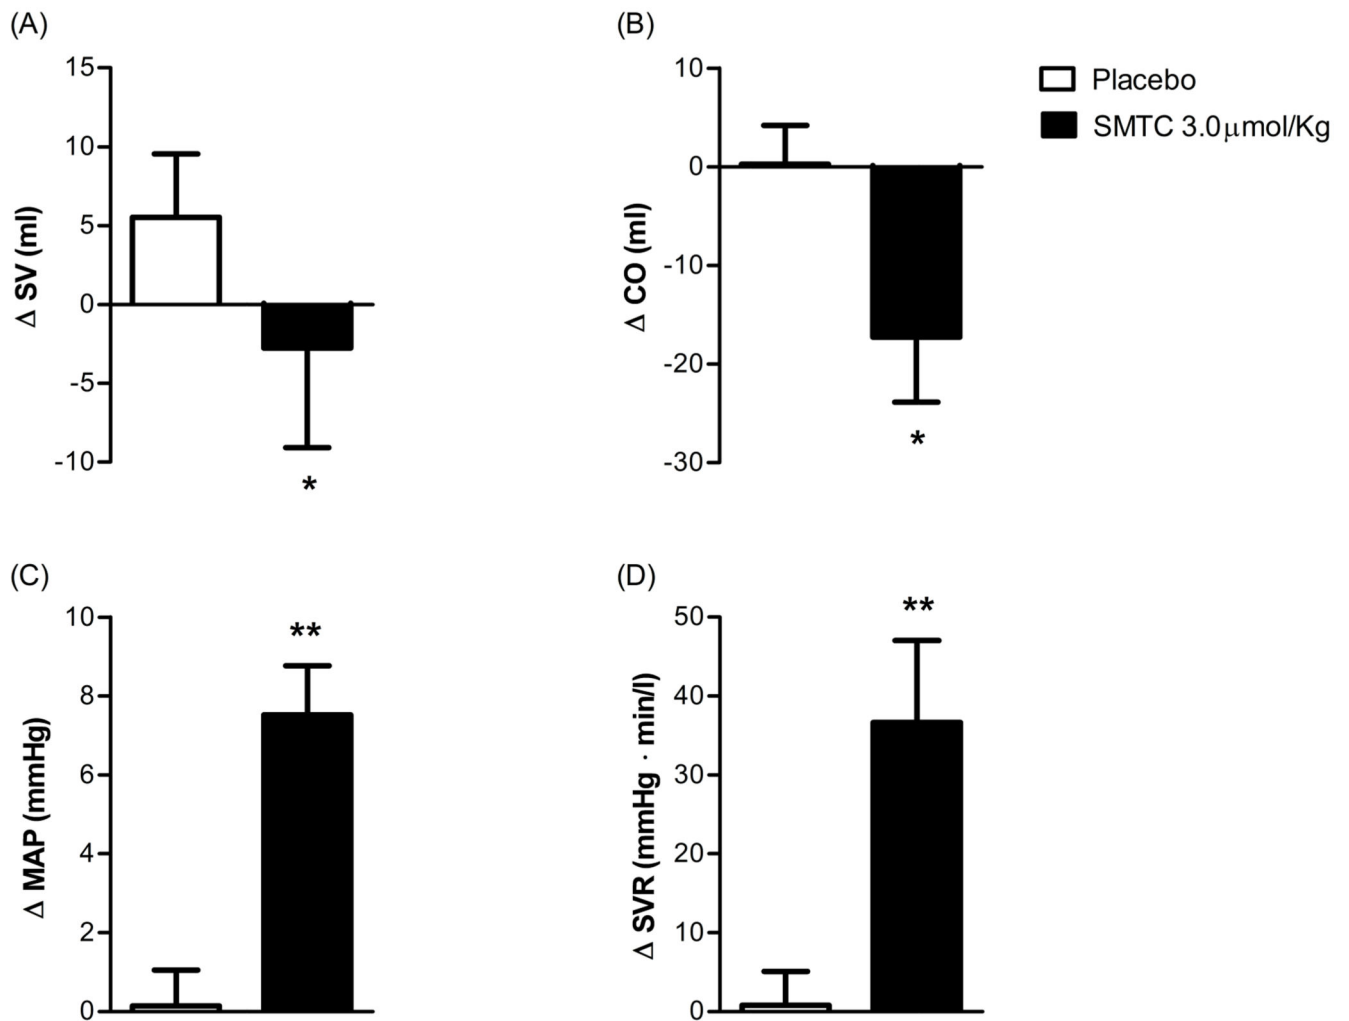 (A)
15
10
5
0
-5
-10
Δ SV (ml)
*
(B)
10
0
-10
-20
-30
Δ CO (ml)
*
Placebo
SMTC 3.0μmol/Kg
(C)
10
8
6
4
2
0
Δ MAP (mmHg)
**
(D)
50
40
30
20
10
0
Δ SVR (mmHg · min/l)
**